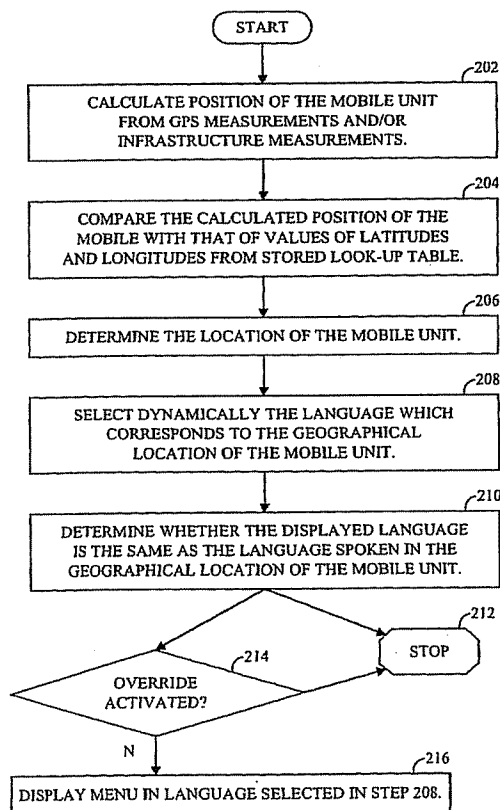 START
202
CALCULATE POSITION OF THE MOBILE UNIT
FROM GPS MEASUREMENTS AND/OR
INFRASTRUCTURE MEASUREMENTS.
204
COMPARE THE CALCULATED POSITION OF THE
MOBILE WITH THAT OF VALUES OF LATITUDES
AND LONGITUDES FROM STORED LOOK-UP TABLE.
206
DETERMINE THE LOCATION OF THE MOBILE UNIT.
208
SELECT DYNAMICALLY THE LANGUAGE WHICH
CORRESPONDS TO THE GEOGRAPHICAL
LOCATION OF THE MOBILE UNIT.
210
DETERMINE WHETHER THE DISPLAYED LANGUAGE
IS THE SAME AS THE LANGUAGE SPOKEN IN THE
GEOGRAPHICAL LOCATION OF THE MOBILE UNIT.
212
STOP
214
OVERRIDE
ACTIVATED?
N
216
DISPLAY MENU IN LANGUAGE SELECTED IN STEP 208.